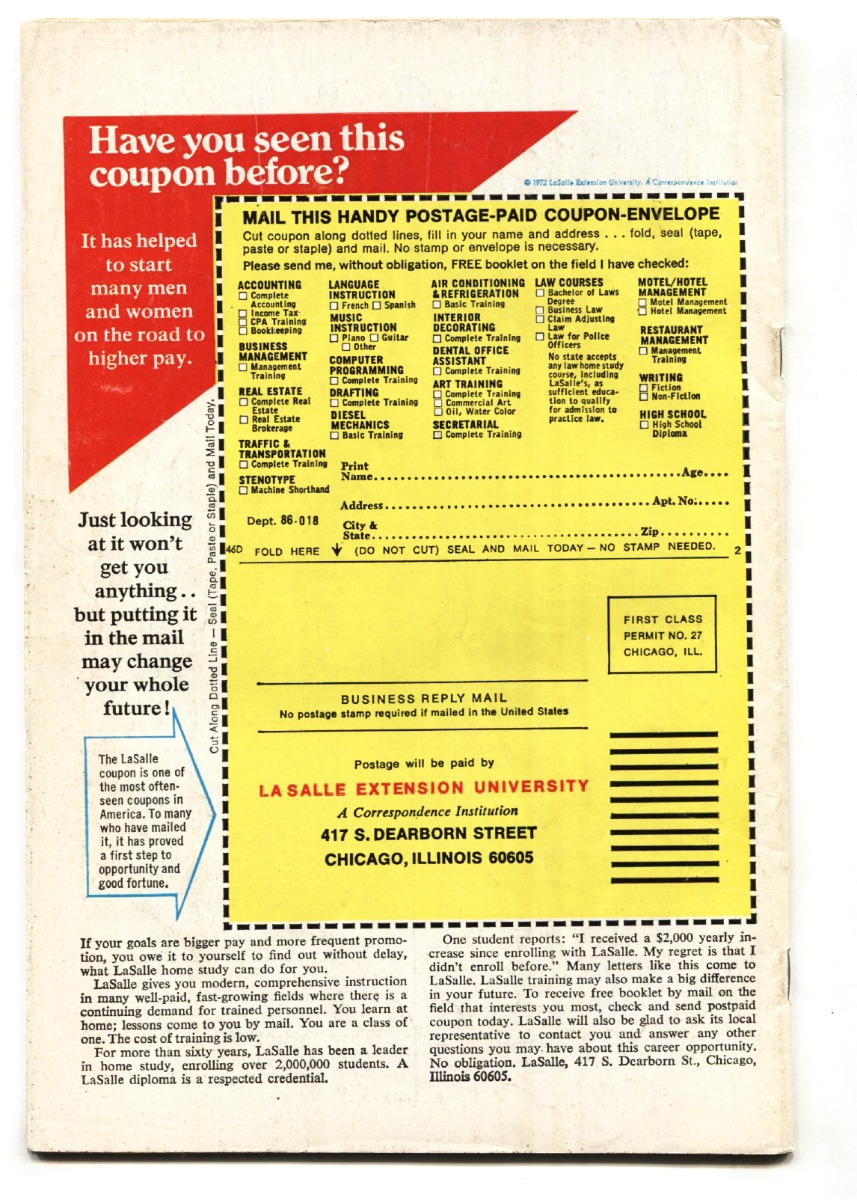 Have you seen this
coupon before?
© 1972 LaSalle Extension University. A Correspondence Institution
It has helped
to start
many men
and women
on the road to
higher pay.
Just looking
at it won't
get you
anything . .
but putting it
in the mail
may change
your whole
future!
The LaSalle
coupon is one of
the most often-
seen coupons in
America. To many
who have mailed
it, it has proved
a first step to
opportunity and
good fortune.
Cut Along Dotted Line — Seal (Tape, Paste or Staple) and Mail Today.
MAIL THIS HANDY POSTAGE-PAID COUPON-ENVELOPE
Cut coupon along dotted lines, fill in your name and address . . . fold, seal (tape,
paste or staple) and mail. No stamp or envelope is necessary.
Please send me, without obligation, FREE booklet on the field I have checked:
ACCOUNTING
☐ Complete
Accounting
☐ Income Tax
☐ CPA Training
☐ Bookkeeping
BUSINESS
MANAGEMENT
☐ Management
Training
REAL ESTATE
☐ Complete Real
Estate
☐ Real Estate
Brokerage
TRAFFIC &
TRANSPORTATION
☐ Complete Training
STENOTYPE
☐ Machine Shorthand
LANGUAGE
INSTRUCTION
☐ French ☐ Spanish
MUSIC
INSTRUCTION
☐ Piano ☐ Guitar
☐ Other
COMPUTER
PROGRAMMING
☐ Complete Training
DRAFTING
☐ Complete Training
DIESEL
MECHANICS
☐ Basic Training
AIR CONDITIONING
& REFRIGERATION
☐ Basic Training
INTERIOR
DECORATING
☐ Complete Training
DENTAL OFFICE
ASSISTANT
☐ Complete Training
ART TRAINING
☐ Complete Training
☐ Commercial Art
☐ Oil, Water Color
SECRETARIAL
☐ Complete Training
LAW COURSES
☐ Bachelor of Laws
Degree
☐ Business Law
☐ Claim Adjusting
Law
☐ Law for Police
Officers
No state accepts
any law home study
course, including
LaSalle's, as
sufficient educa-
tion to qualify
for admission to
practice law.
MOTEL/HOTEL
MANAGEMENT
☐ Motel Management
☐ Hotel Management
RESTAURANT
MANAGEMENT
☐ Management
Training
WRITING
☐ Fiction
☐ Non-Fiction
HIGH SCHOOL
☐ High School
Diploma
Print
Name.................................................Age....
Address.............................................Apt. No:.....
Dept. 86-018
City &
State..............................................Zip..........
46D FOLD HERE ↓ (DO NOT CUT) SEAL AND MAIL TODAY — NO STAMP NEEDED. 2
FIRST CLASS
PERMIT NO. 27
CHICAGO, ILL.
BUSINESS REPLY MAIL
No postage stamp required if mailed in the United States
Postage will be paid by
LA SALLE EXTENSION UNIVERSITY
A Correspondence Institution
417 S. DEARBORN STREET
CHICAGO, ILLINOIS 60605
If your goals are bigger pay and more frequent promo-
tion, you owe it to yourself to find out without delay,
what LaSalle home study can do for you.
LaSalle gives you modern, comprehensive instruction
in many well-paid, fast-growing fields where there is a
continuing demand for trained personnel. You learn at
home; lessons come to you by mail. You are a class of
one. The cost of training is low.
For more than sixty years, LaSalle has been a leader
in home study, enrolling over 2,000,000 students. A
LaSalle diploma is a respected credential.
One student reports: "I received a $2,000 yearly in-
crease since enrolling with LaSalle. My regret is that I
didn't enroll before." Many letters like this come to
LaSalle. LaSalle training may also make a big difference
in your future. To receive free booklet by mail on the
field that interests you most, check and send postpaid
coupon today. LaSalle will also be glad to ask its local
representative to contact you and answer any other
questions you may have about this career opportunity.
No obligation. LaSalle, 417 S. Dearborn St., Chicago,
Illinois 60605.